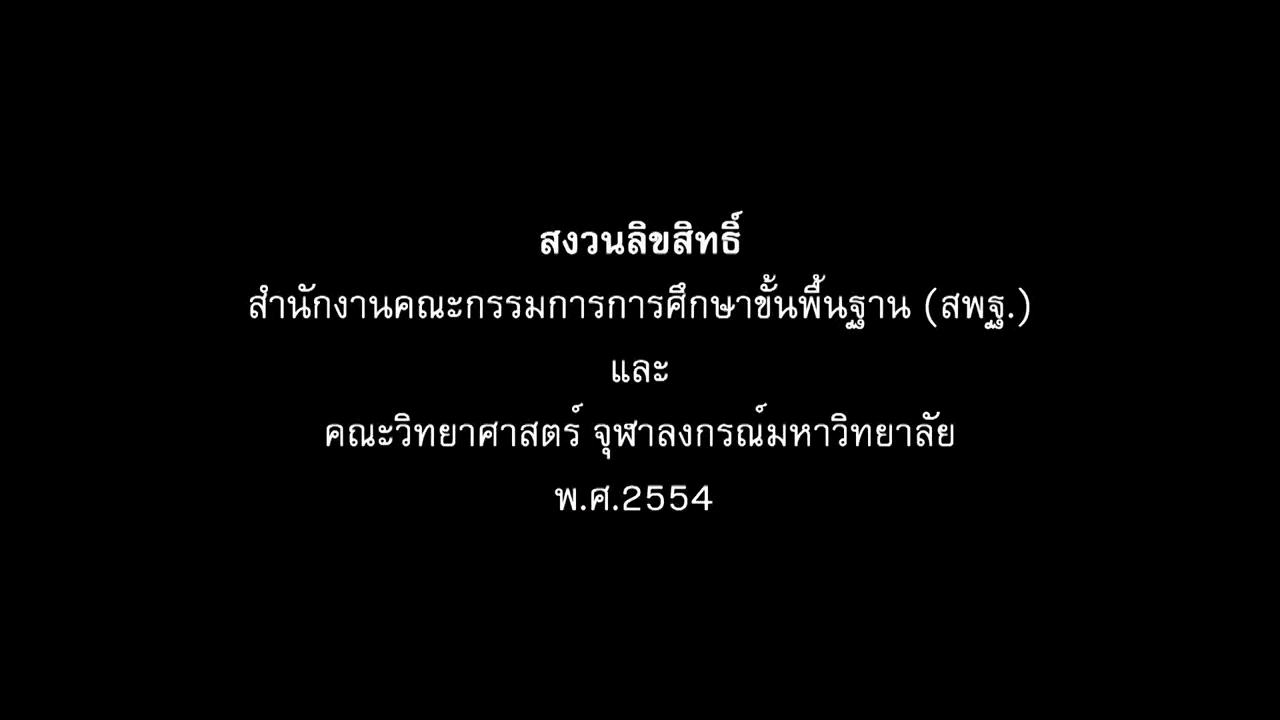 สงวนลิขสิทธิ์
สำนักงานคณะกรรมการการศึกษาขั้นพื้นฐาน (สพฐ.)
และ
คณะวิทยาศาสตร์ จุฬาลงกรณ์มหาวิทยาลัย
พ.ศ.2554